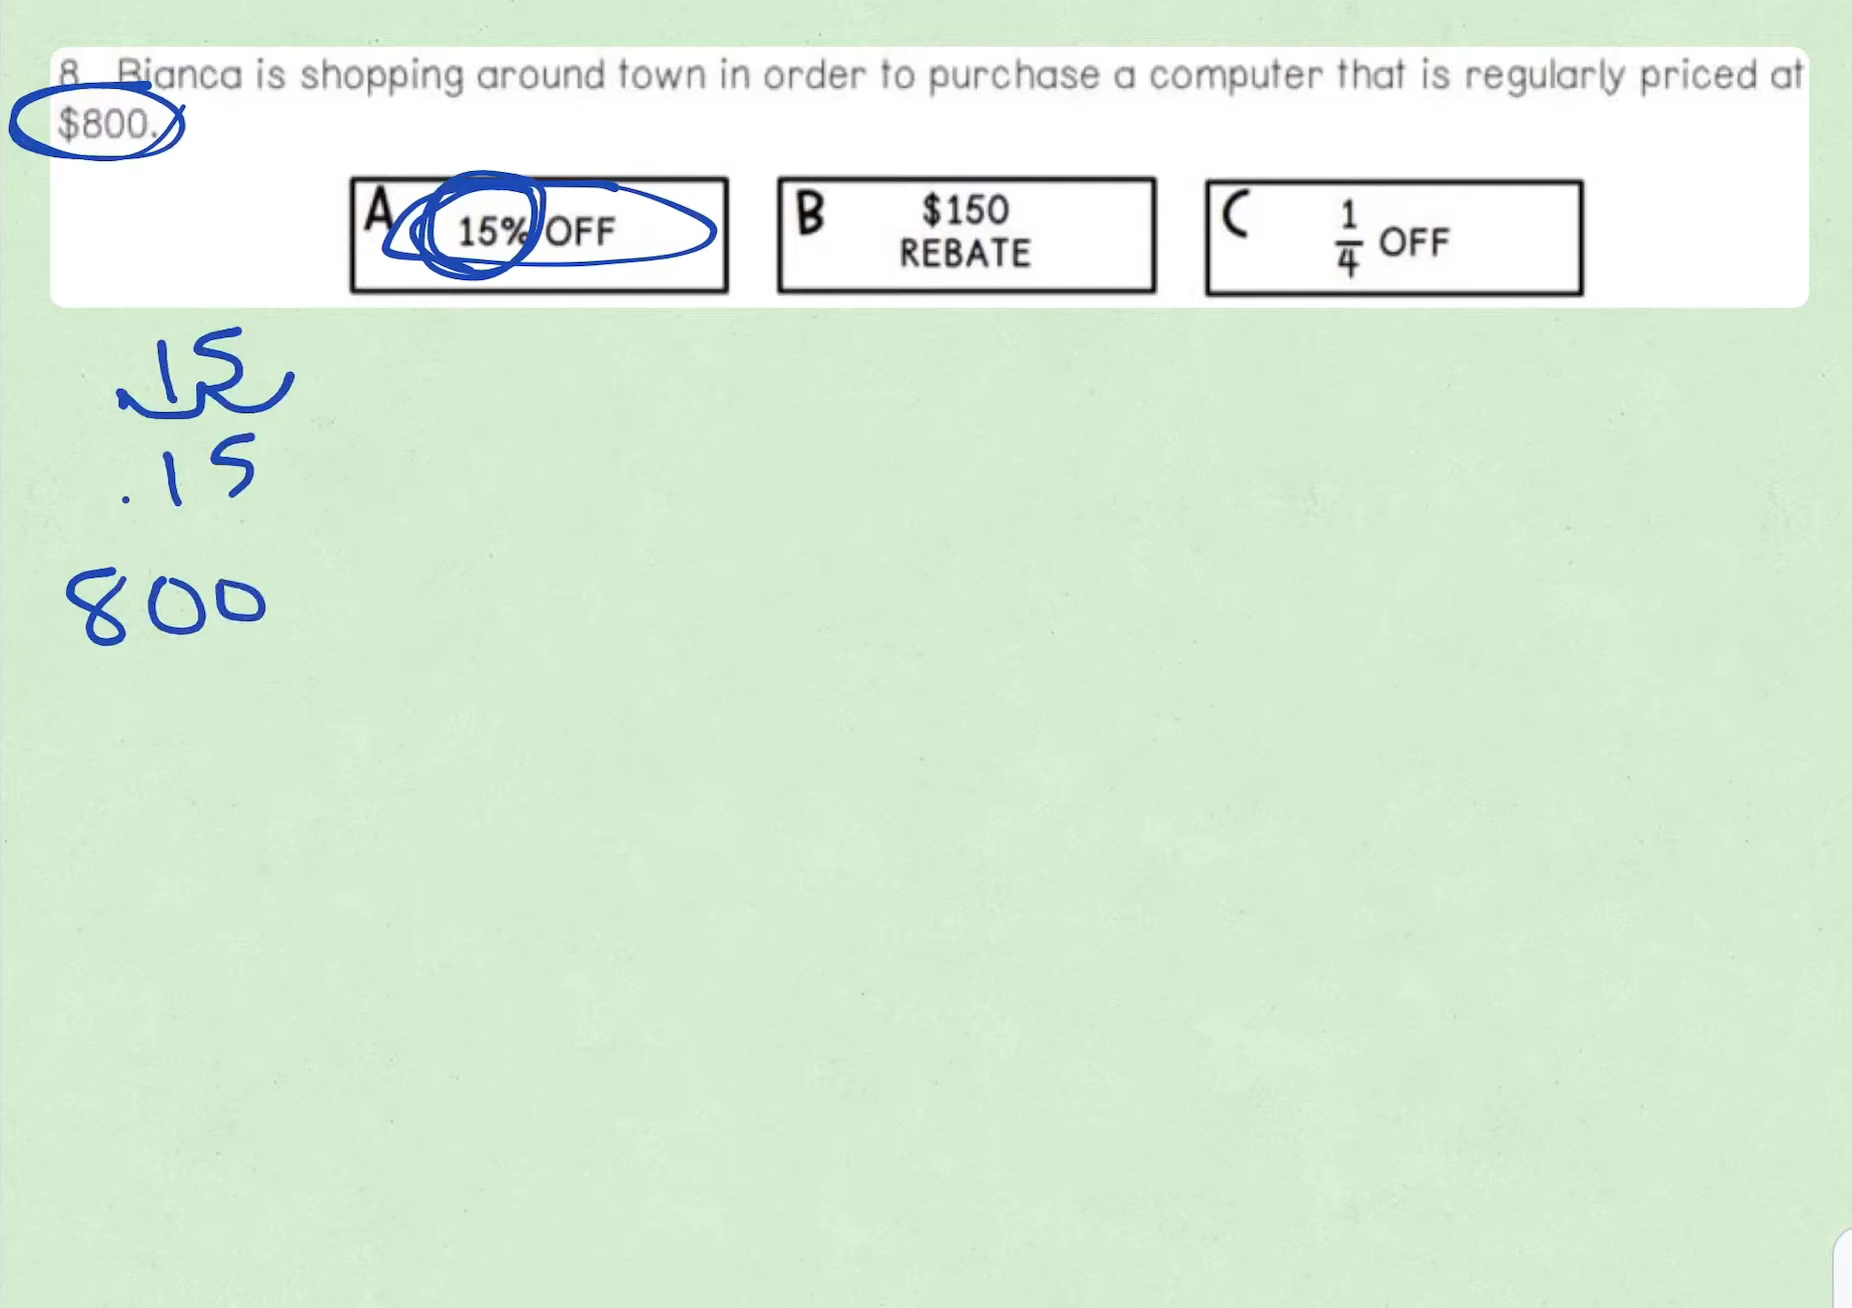 8. Bianca is shopping around town in order to purchase a computer that is regularly priced at
$800.
A 15% OFF
B $150
REBATE
C 1/4 OFF
.15
.15
800